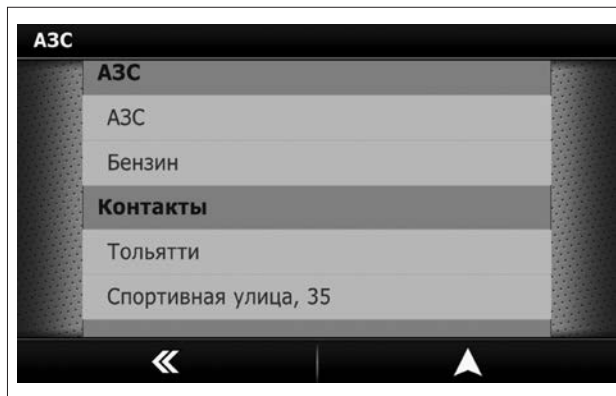 АЗС
АЗС
АЗС
Бензин
Контакты
Тольятти
Спортивная улица, 35